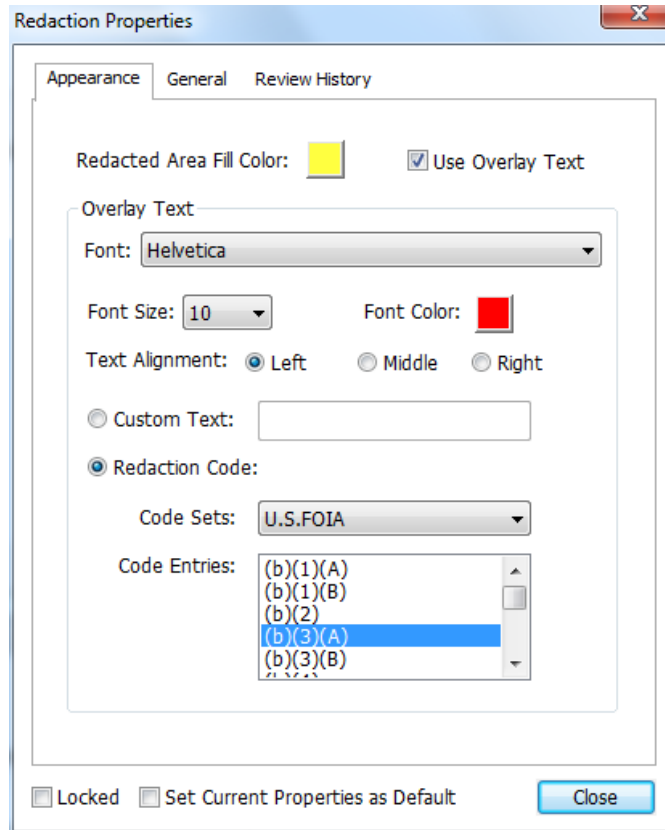 Redaction Properties
Appearance General Review History
Redacted Area Fill Color: Use Overlay Text
Overlay Text
Font: Helvetica
Font Size: 10 Font Color:
Text Alignment: Left Middle Right
Custom Text:
Redaction Code:
Code Sets: U.S.FOIA
Code Entries: (b)(1)(A)
(b)(1)(B)
(b)(2)
(b)(3)(A)
(b)(3)(B)
Locked Set Current Properties as Default Close